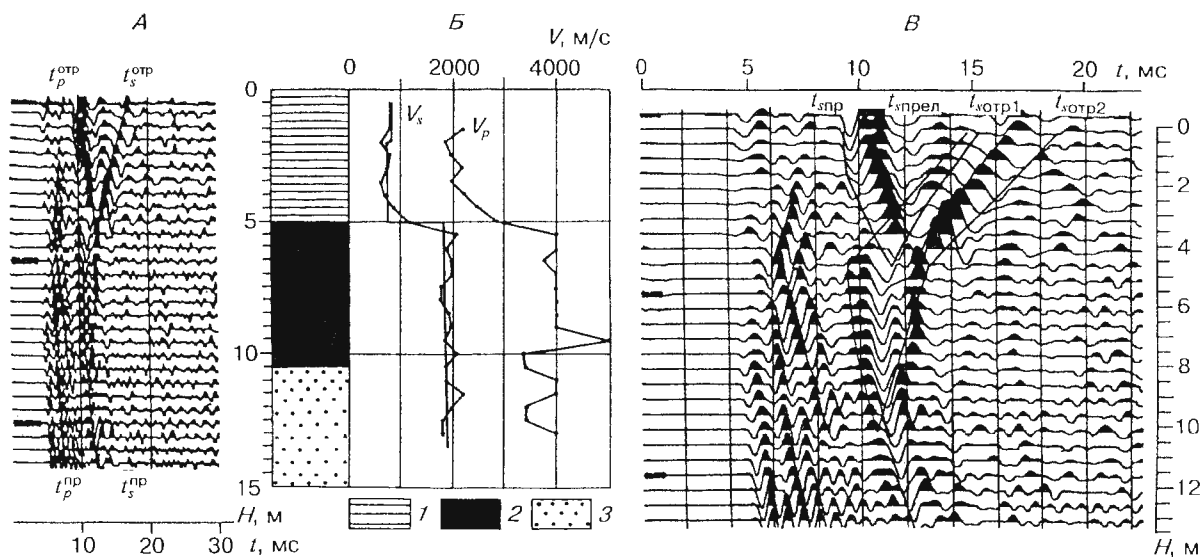 А
t_p^отр t_s^отр
t_p^пр t_s^пр
10 20 30
t, мс
Б
V, м/с
0 2000 4000
0
5
10
15
H, м
V_s V_p
1 2 3
В
0 5 10 15 20 t, мс
t_sпр t_sпрел t_sотр1 t_sотр2
0
2
4
6
8
10
12
H, м